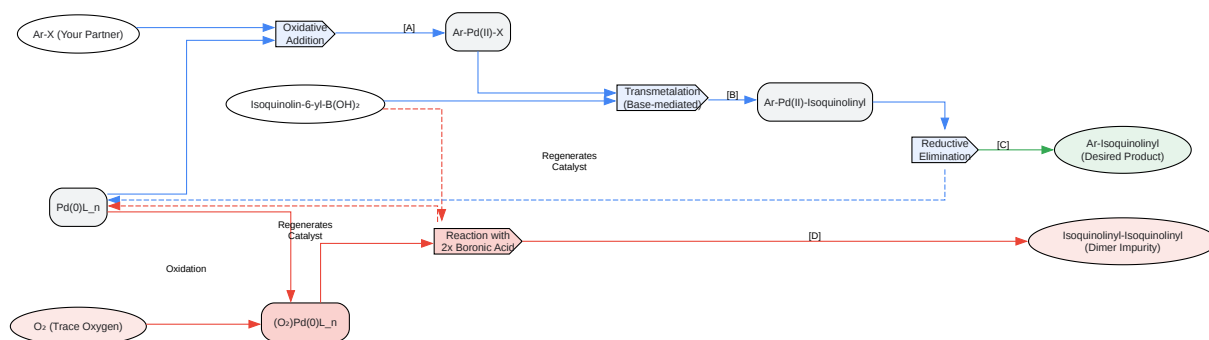 Ar-X (Your Partner)
Oxidative
Addition
[A]
Ar-Pd(II)-X
Isoquinolin-6-yl-B(OH)₂
Transmetalation
(Base-mediated)
[B]
Ar-Pd(II)-Isoquinolinyl
Reductive
Elimination
[C]
Ar-Isoquinolinyl
(Desired Product)
Regenerates
Catalyst
Pd(0)L_n
Regenerates
Catalyst
Reaction with
2x Boronic Acid
[D]
Isoquinolinyl-Isoquinolinyl
(Dimer Impurity)
Oxidation
O₂ (Trace Oxygen)
(O₂)Pd(0)L_n